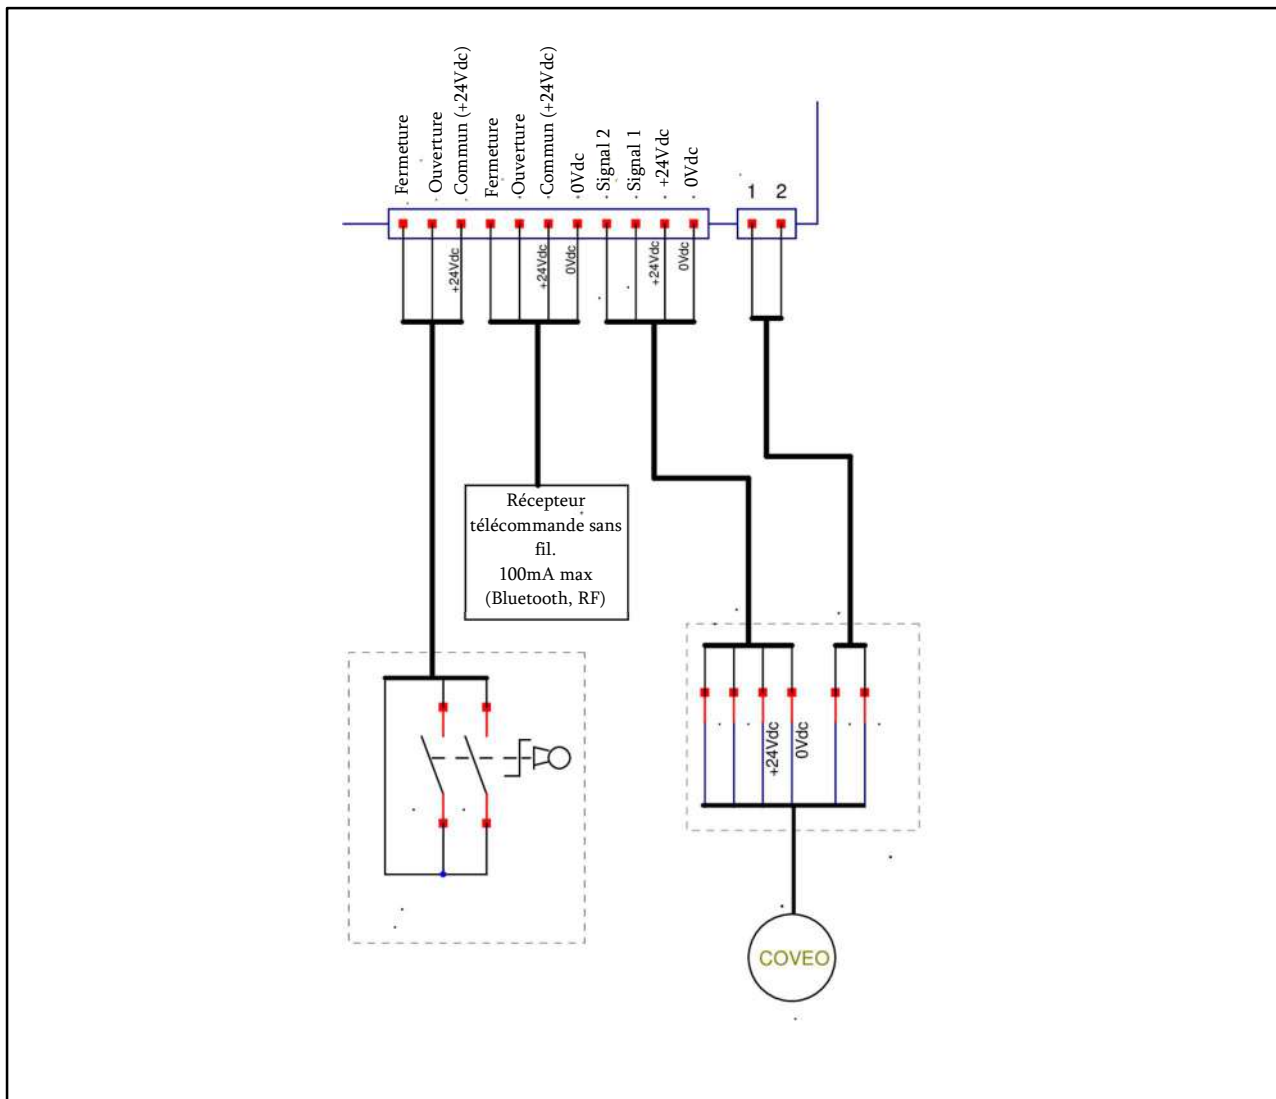 Fermeture
Ouverture
Commun (+24Vdc)
Fermeture
Ouverture
Commun (+24Vdc)
0Vdc
Signal 2
Signal 1
+24Vdc
0Vdc
1 2
+24Vdc
+24Vdc
0Vdc
+24Vdc
0Vdc
Récepteur
télécommande sans
fil.
100mA max
(Bluetooth, RF)
+24Vdc
0Vdc
COVEO